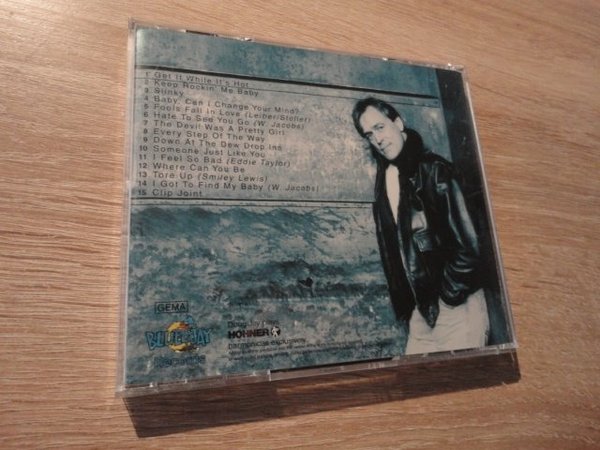 1 Get It While It's Hot
2 Keep Rockin' Me Baby
3 Slinky
4 Baby, Can I Change Your Mind?
5 Fools Fall In Love (Leiber/Stoller)
6 Hate To See You Go (W. Jacobs)
7 The Devil Was A Pretty Girl
8 Every Step Of The Way
9 Down At The Dew Drop Inn
10 Someone Just Like You
11 I Feel So Bad (Eddie Taylor)
12 Where Can You Be
13 Tore Up (Smiley Lewis)
14 I Got To Find My Baby (W. Jacobs)
15 Clip Joint
GEMA
BLUEBEAT
Records
HOHNER
harmonicas exclusively